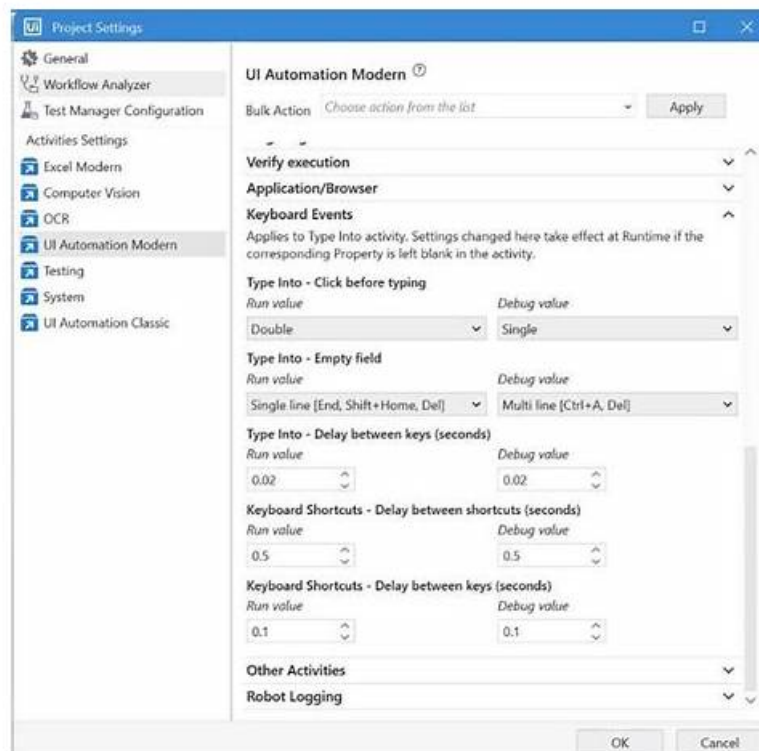 Ui Project Settings
General
Workflow Analyzer
Test Manager Configuration
Activities Settings
Excel Modern
Computer Vision
OCR
UI Automation Modern
Testing
System
UI Automation Classic
UI Automation Modern ?
Bulk Action Choose action from the list Apply
Verify execution
Application/Browser
Keyboard Events
Applies to Type Into activity. Settings changed here take effect at Runtime if the
corresponding Property is left blank in the activity.
Type Into - Click before typing
Run value Debug value
Double Single
Type Into - Empty field
Run value Debug value
Single line [End, Shift+Home, Del] Multi line [Ctrl+A, Del]
Type Into - Delay between keys (seconds)
Run value Debug value
0.02 0.02
Keyboard Shortcuts - Delay between shortcuts (seconds)
Run value Debug value
0.5 0.5
Keyboard Shortcuts - Delay between keys (seconds)
Run value Debug value
0.1 0.1
Other Activities
Robot Logging
OK Cancel